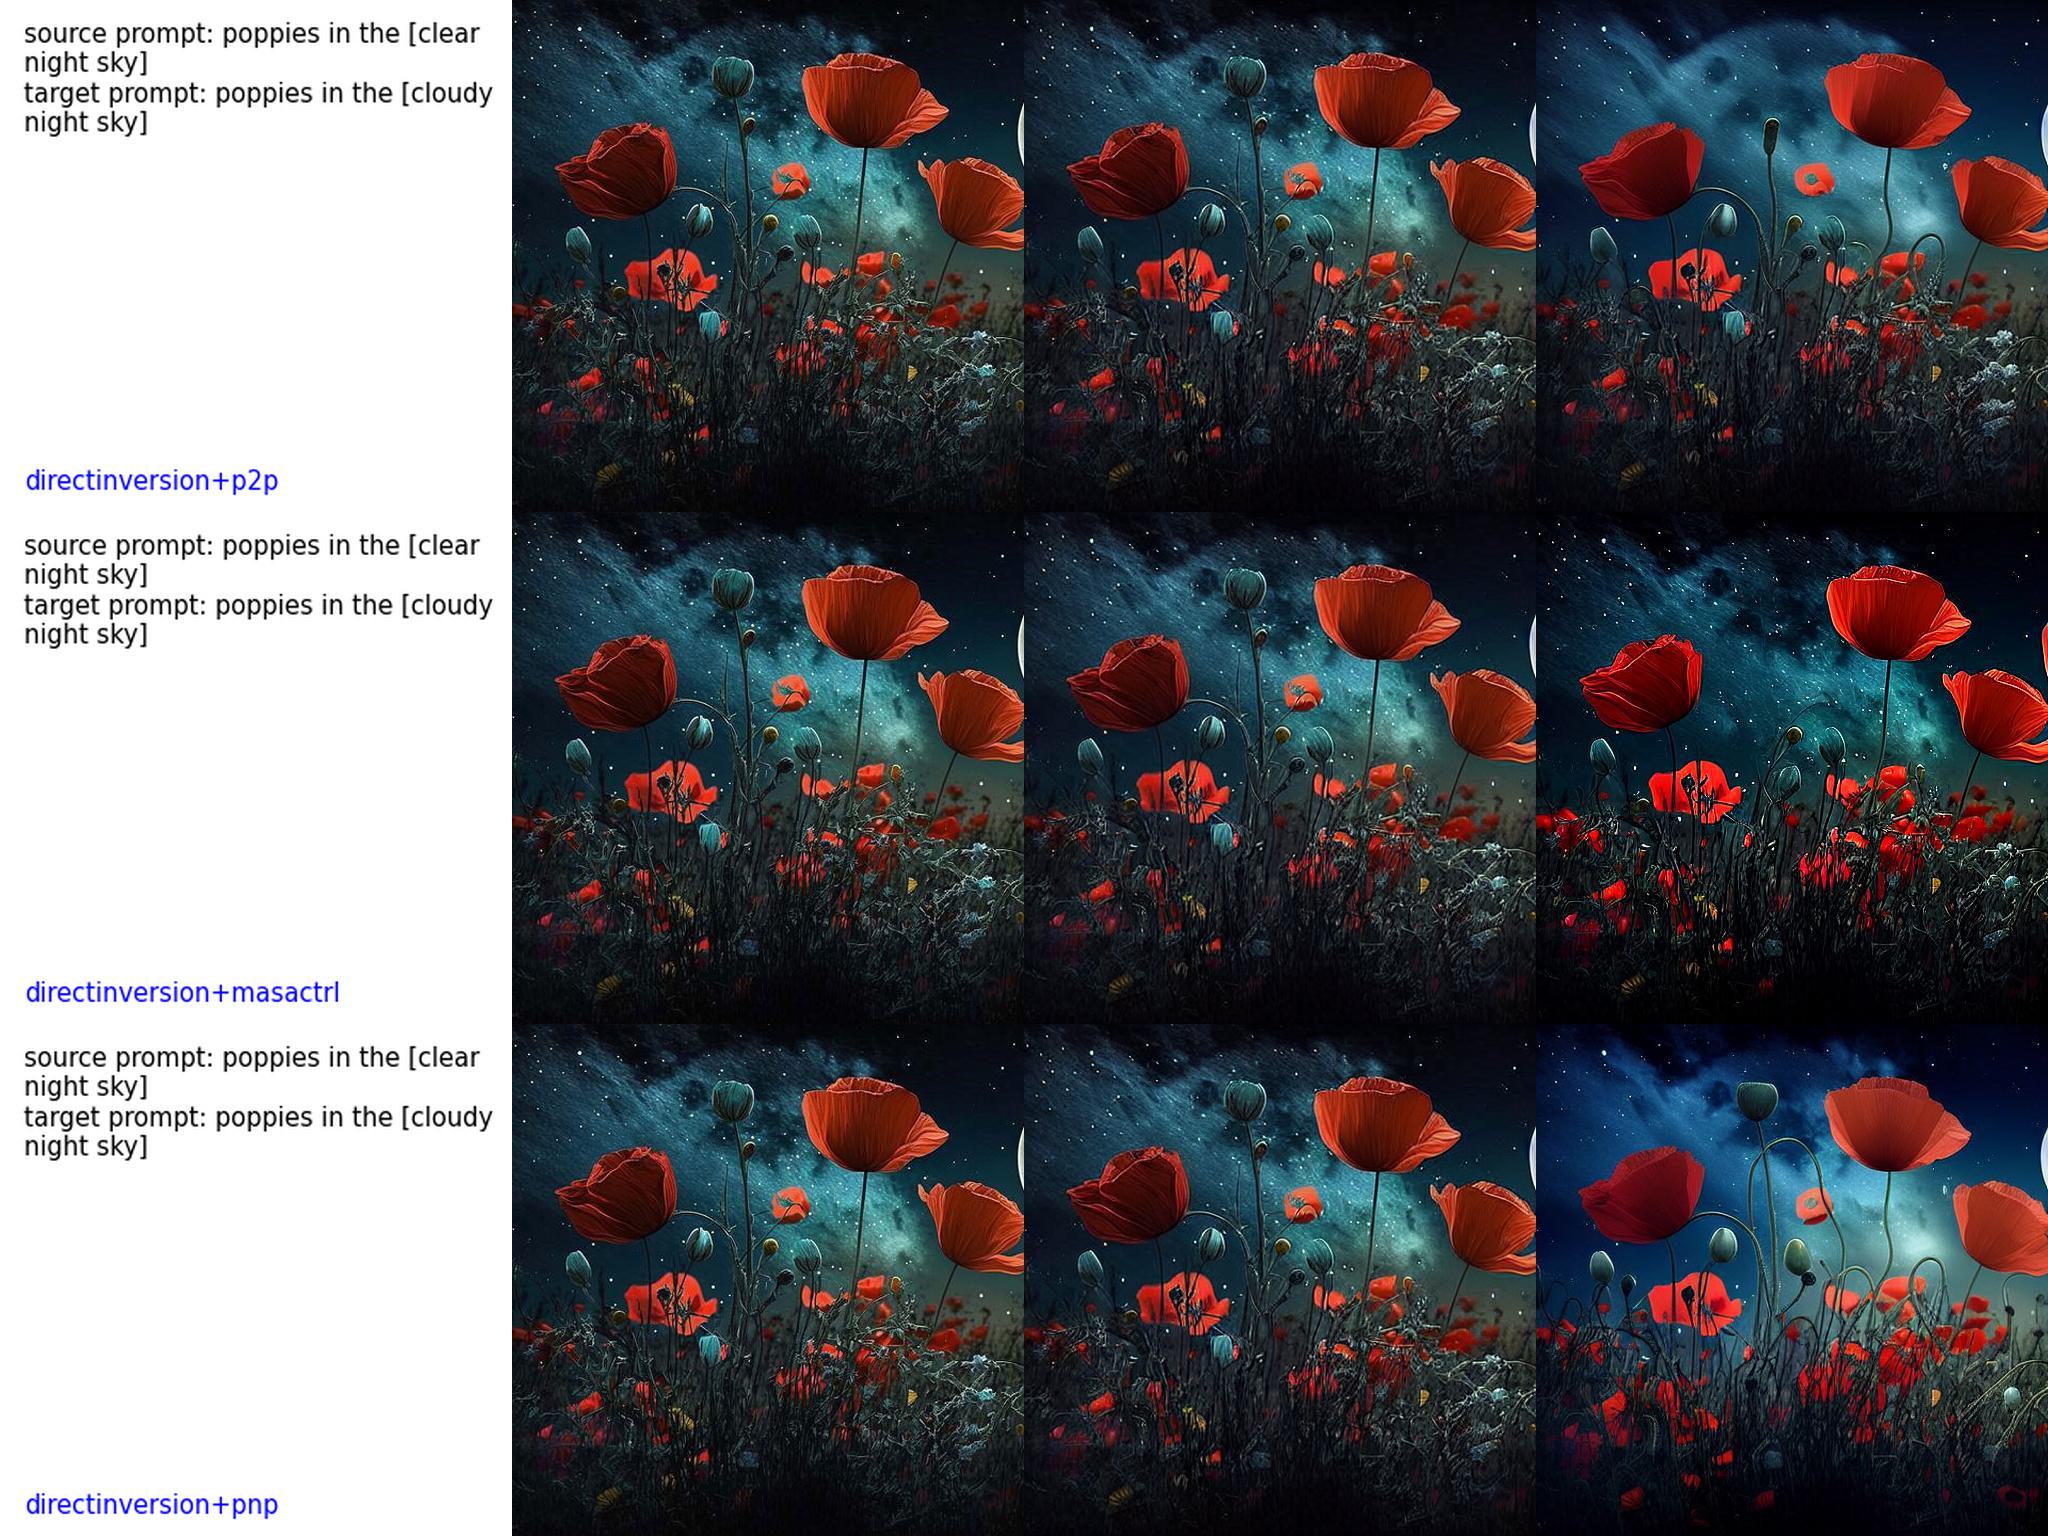 source prompt: poppies in the [clear
night sky]
target prompt: poppies in the [cloudy
night sky]
directinversion+p2p
source prompt: poppies in the [clear
night sky]
target prompt: poppies in the [cloudy
night sky]
directinversion+masactrl
source prompt: poppies in the [clear
night sky]
target prompt: poppies in the [cloudy
night sky]
directinversion+pnp